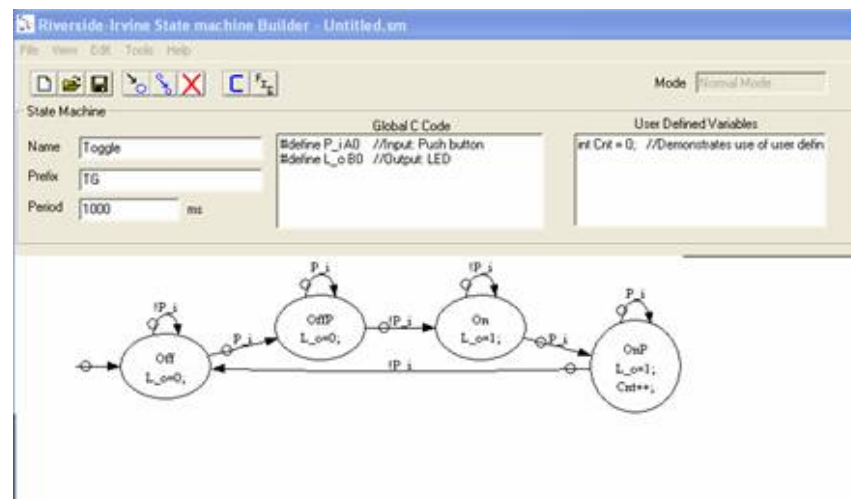 Riverside-Irvine State machine Builder - Untitled.sm
File View Edit Tools Help
Mode Normal Mode
State Machine
Global C Code
User Defined Variables
Name Toggle
Prefix TG
Period 1000 ms
#define P_i A0 //Input: Push button
#define L_o B0 //Output: LED
int Cnt = 0; //Demonstrates use of user defin
P_i
!P_i
!P_i
P_i
OffP
L_o=0;
!P_i
On
L_o=1;
P_i
P_i
Off
L_o=0;
OnP
L_o=1;
Cnt++;
!P_i